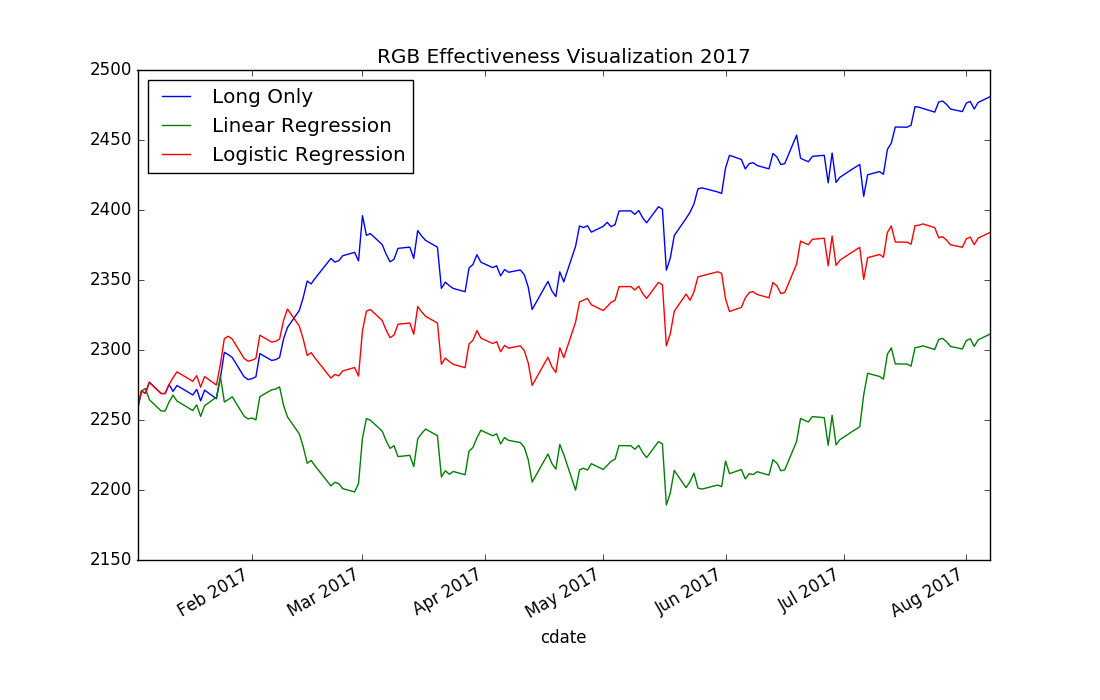 RGB Effectiveness Visualization 2017
2500
2450
2400
2350
2300
2250
2200
2150
Long Only
Linear Regression
Logistic Regression
Feb 2017
Mar 2017
Apr 2017
May 2017
Jun 2017
Jul 2017
Aug 2017
cdate